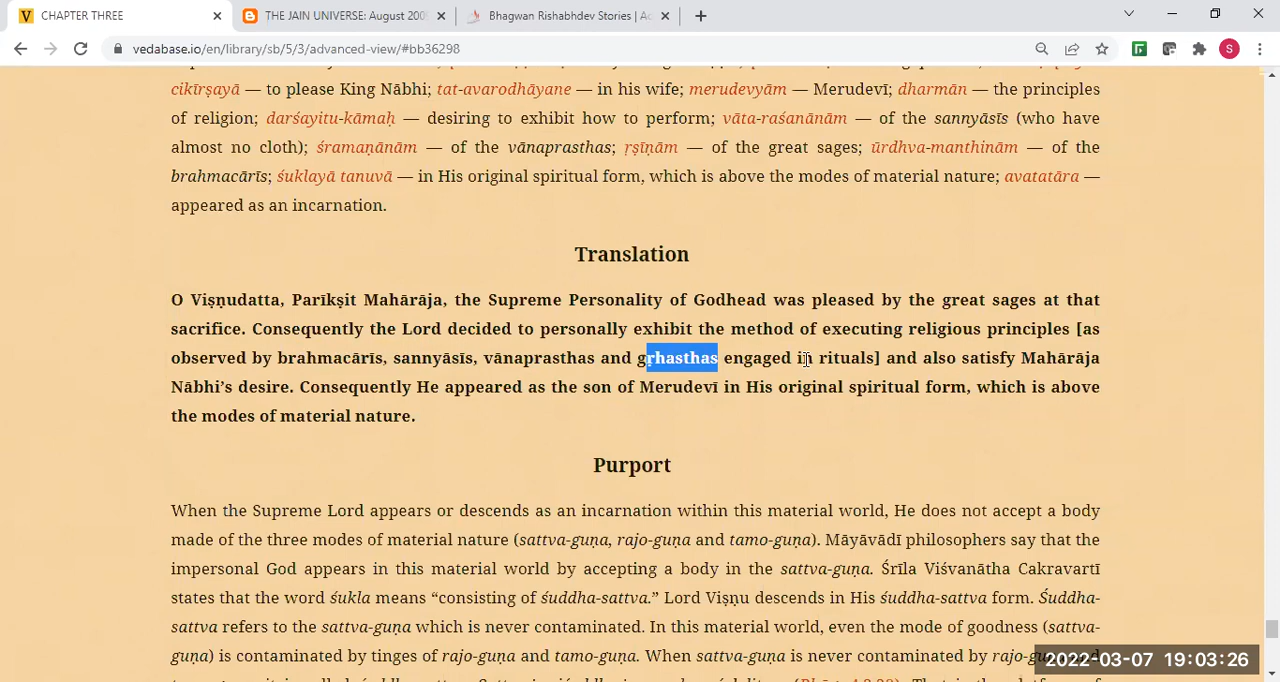 CHAPTER THREE
THE JAIN UNIVERSE: August 2009
Bhagwan Rishabhdev Stories | A
vedabase.io/en/library/sb/5/3/advanced-view/#bb36298
S
cikīrṣayā — to please King Nābhi; tat-avarodhāyane — in his wife; merudevyām — Merudevī; dharmān — the principles
of religion; darśayitu-kāmaḥ — desiring to exhibit how to perform; vāta-raśanānām — of the sannyāsīs (who have
almost no cloth); śramaṇānām — of the vānaprasthas; ṛṣīṇām — of the great sages; ūrdhva-manthinām — of the
brahmacārīs; śuklayā tanuvā — in His original spiritual form, which is above the modes of material nature; avatatāra —
appeared as an incarnation.
Translation
O Viṣṇudatta, Parīkṣit Mahārāja, the Supreme Personality of Godhead was pleased by the great sages at that
sacrifice. Consequently the Lord decided to personally exhibit the method of executing religious principles [as
observed by brahmacārīs, sannyāsīs, vānaprasthas and gṛhasthas engaged in rituals] and also satisfy Mahārāja
Nābhi’s desire. Consequently He appeared as the son of Merudevī in His original spiritual form, which is above
the modes of material nature.
Purport
When the Supreme Lord appears or descends as an incarnation within this material world, He does not accept a body
made of the three modes of material nature (sattva-guṇa, rajo-guṇa and tamo-guṇa). Māyāvādī philosophers say that the
impersonal God appears in this material world by accepting a body in the sattva-guṇa. Śrīla Viśvanātha Cakravartī
states that the word śukla means “consisting of śuddha-sattva.” Lord Viṣṇu descends in His śuddha-sattva form. Śuddha-
sattva refers to the sattva-guṇa which is never contaminated. In this material world, even the mode of goodness (sattva-
guṇa) is contaminated by tinges of rajo-guṇa and tamo-guṇa. When sattva-guṇa is never contaminated by
2022-03-07 19:03:26